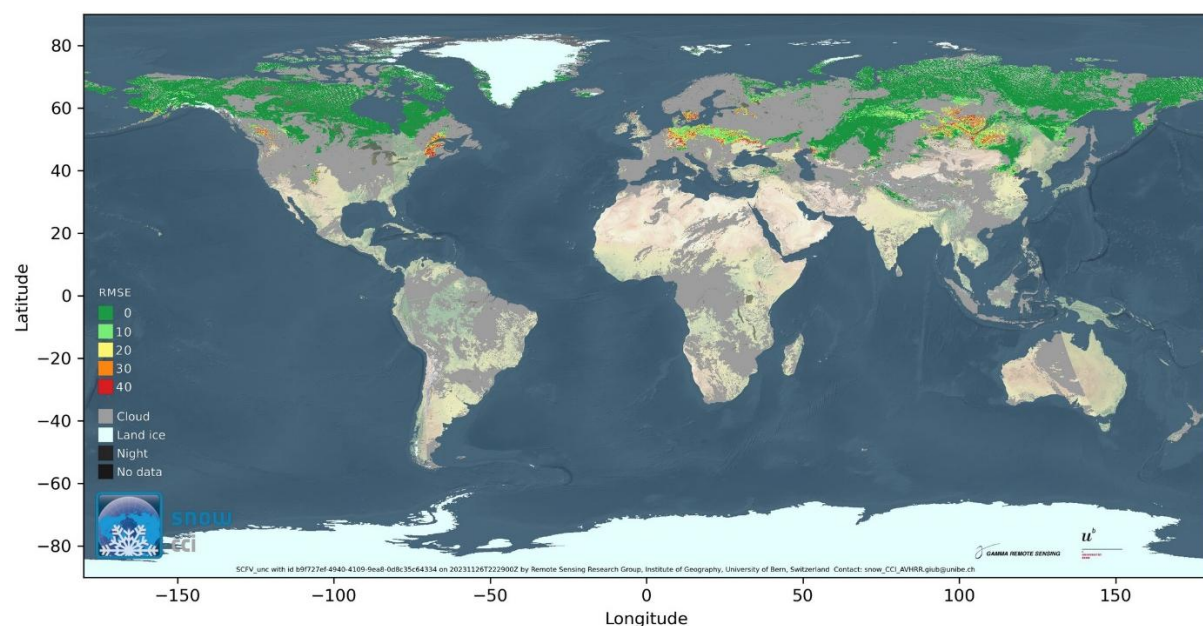 80
60
40
20
0
−20
−40
−60
−80
Latitude
RMSE
0
10
20
30
40
Cloud
Land ice
Night
No data
snow
cci
GAMMA REMOTE SENSING
u^b
SCFV_unc with id b9f727ef-4940-4109-9ea8-0d8c35c64334 on 20231126T222900Z by Remote Sensing Research Group, Institute of Geography, University of Bern, Switzerland Contact: snow_CCI_AVHRR.giub@unibe.ch
−150
−100
−50
0
50
100
150
Longitude